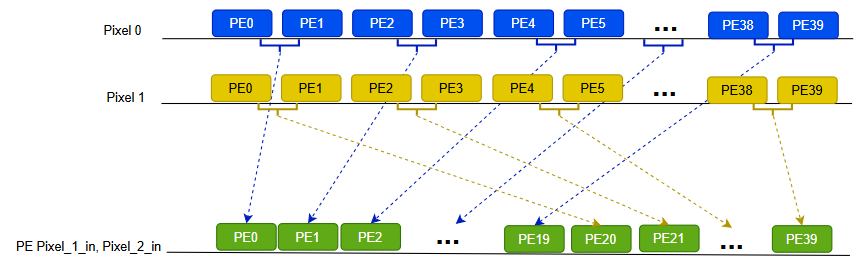 Pixel 0 PE0 PE1 PE2 PE3 PE4 PE5 ... PE38 PE39
Pixel 1 PE0 PE1 PE2 PE3 PE4 PE5 ... PE38 PE39
PE Pixel_1_in, Pixel_2_in PE0 PE1 PE2 ... PE19 PE20 PE21 ... PE39